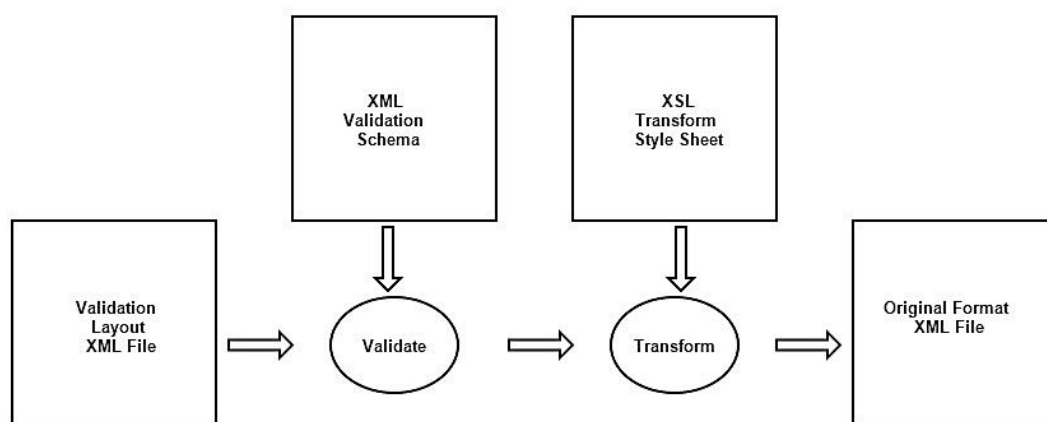 XML
Validation
Schema
XSL
Transform
Style Sheet
Validation
Layout
XML File
Validate
Transform
Original Format
XML File